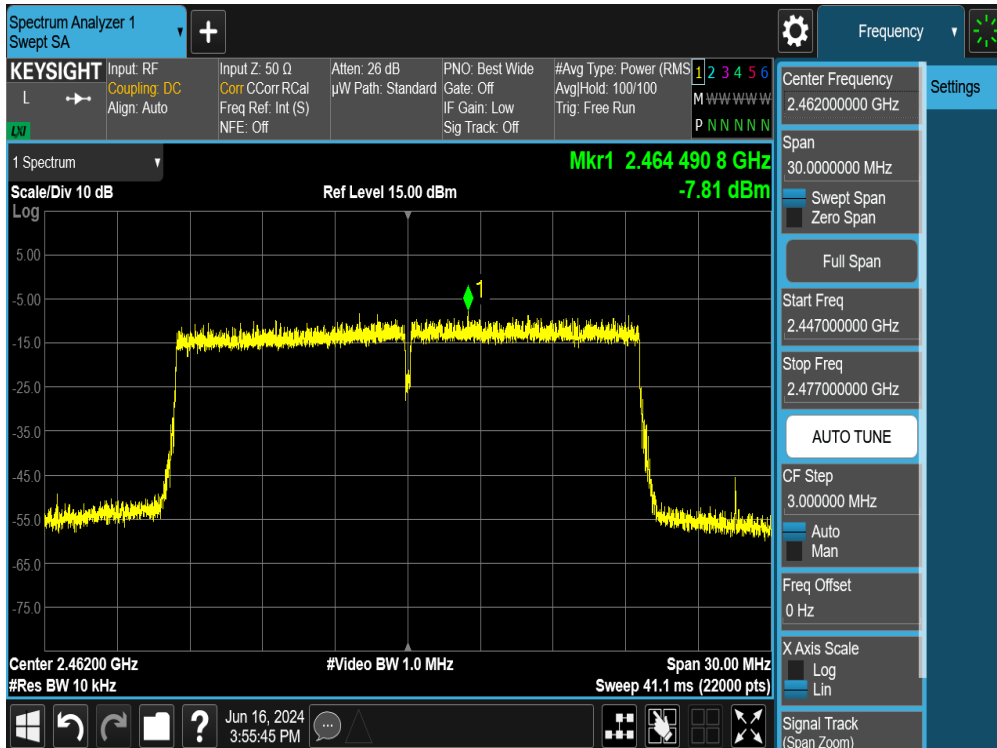 Spectrum Analyzer 1
Swept SA
+
Frequency
KEYSIGHT
L
LXI
Input: RF
Coupling: DC
Align: Auto
Input Z: 50 Ω
Corr CCorr RCal
Freq Ref: Int (S)
NFE: Off
Atten: 26 dB
µW Path: Standard
PNO: Best Wide
Gate: Off
IF Gain: Low
Sig Track: Off
#Avg Type: Power (RMS
Avg|Hold: 100/100
Trig: Free Run
1 2 3 4 5 6
M W W W W W
P N N N N N
1 Spectrum
Mkr1 2.464 490 8 GHz
-7.81 dBm
Scale/Div 10 dB
Ref Level 15.00 dBm
Log
5.00
-5.00
-15.0
-25.0
-35.0
-45.0
-55.0
-65.0
-75.0
1
Center 2.46200 GHz
#Video BW 1.0 MHz
Span 30.00 MHz
#Res BW 10 kHz
Sweep 41.1 ms (22000 pts)
Center Frequency
2.462000000 GHz
Settings
Span
30.0000000 MHz
Swept Span
Zero Span
Full Span
Start Freq
2.447000000 GHz
Stop Freq
2.477000000 GHz
AUTO TUNE
CF Step
3.000000 MHz
Auto
Man
Freq Offset
0 Hz
X Axis Scale
Log
Lin
Signal Track
(Span Zoom)
?
Jun 16, 2024
3:55:45 PM